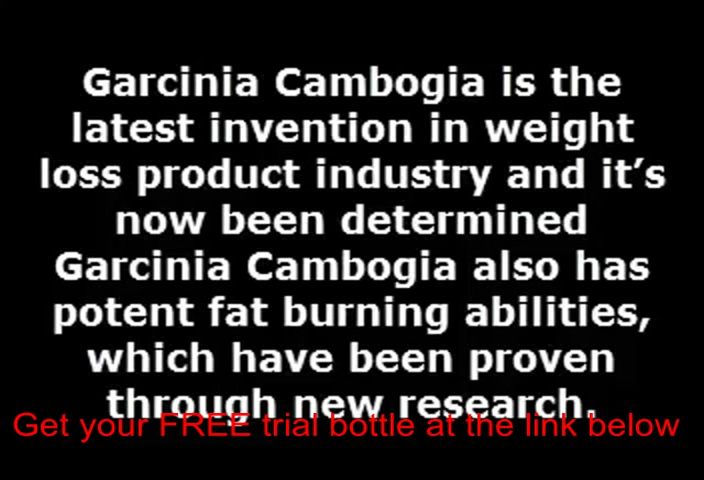 Garcinia Cambogia is the
latest invention in weight
loss product industry and it’s
now been determined
Garcinia Cambogia also has
potent fat burning abilities,
which have been proven
through new research.
Get your FREE trial bottle at the link below